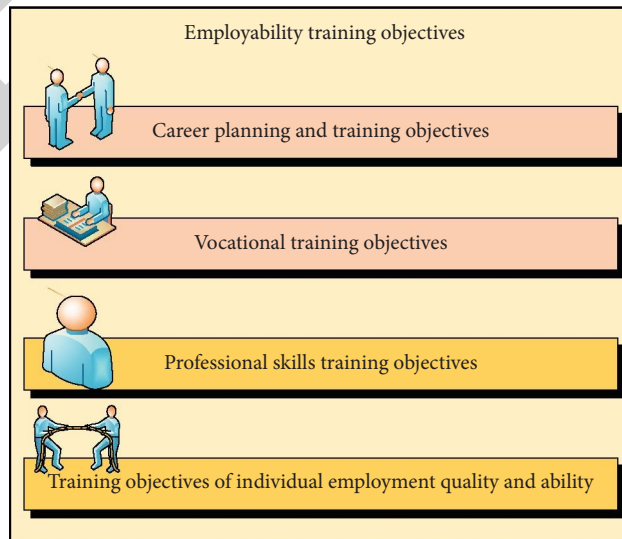 Employability training objectives
Career planning and training objectives
Vocational training objectives
Professional skills training objectives
Training objectives of individual employment quality and ability